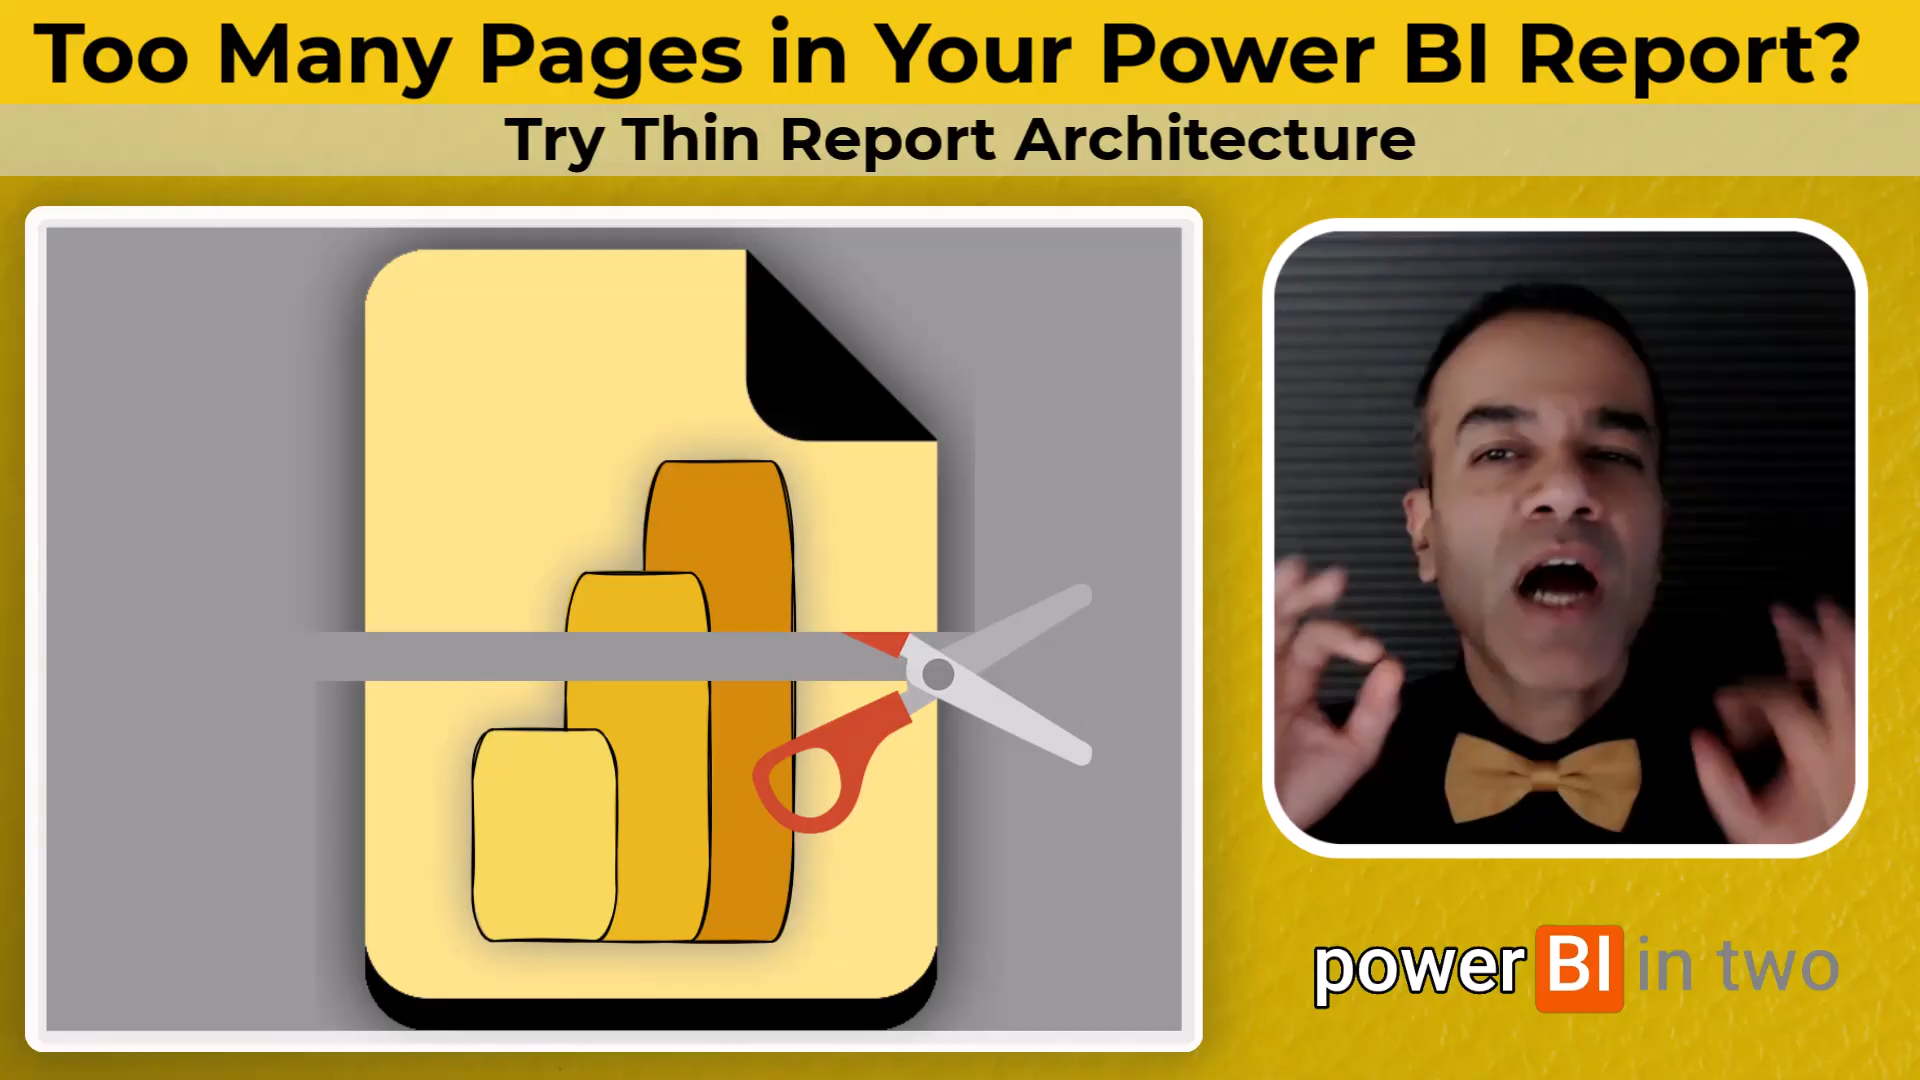 Too Many Pages in Your Power BI Report?
Try Thin Report Architecture
power BI in two